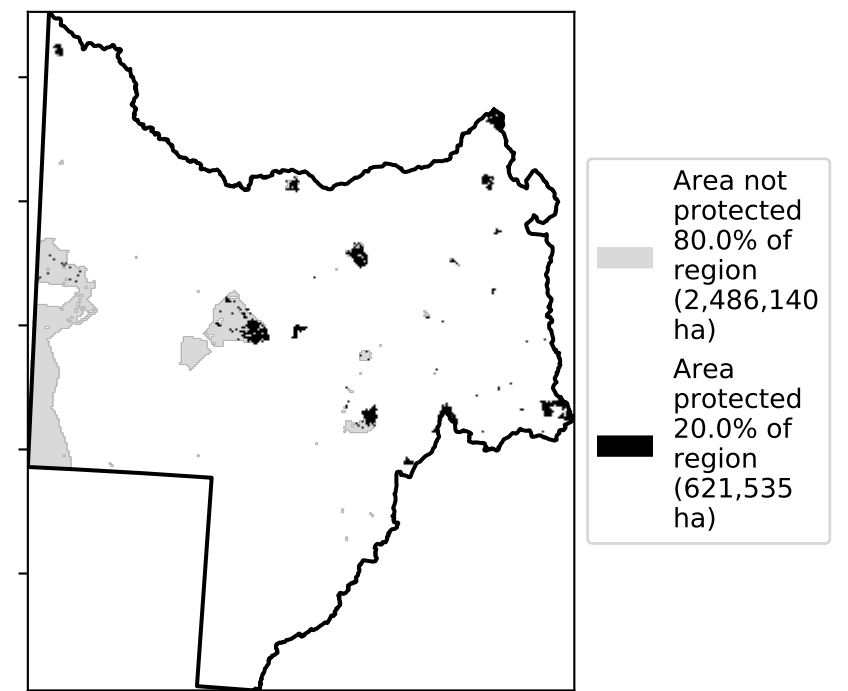 Area not
protected
80.0% of
region
(2,486,140
ha)
Area
protected
20.0% of
region
(621,535
ha)